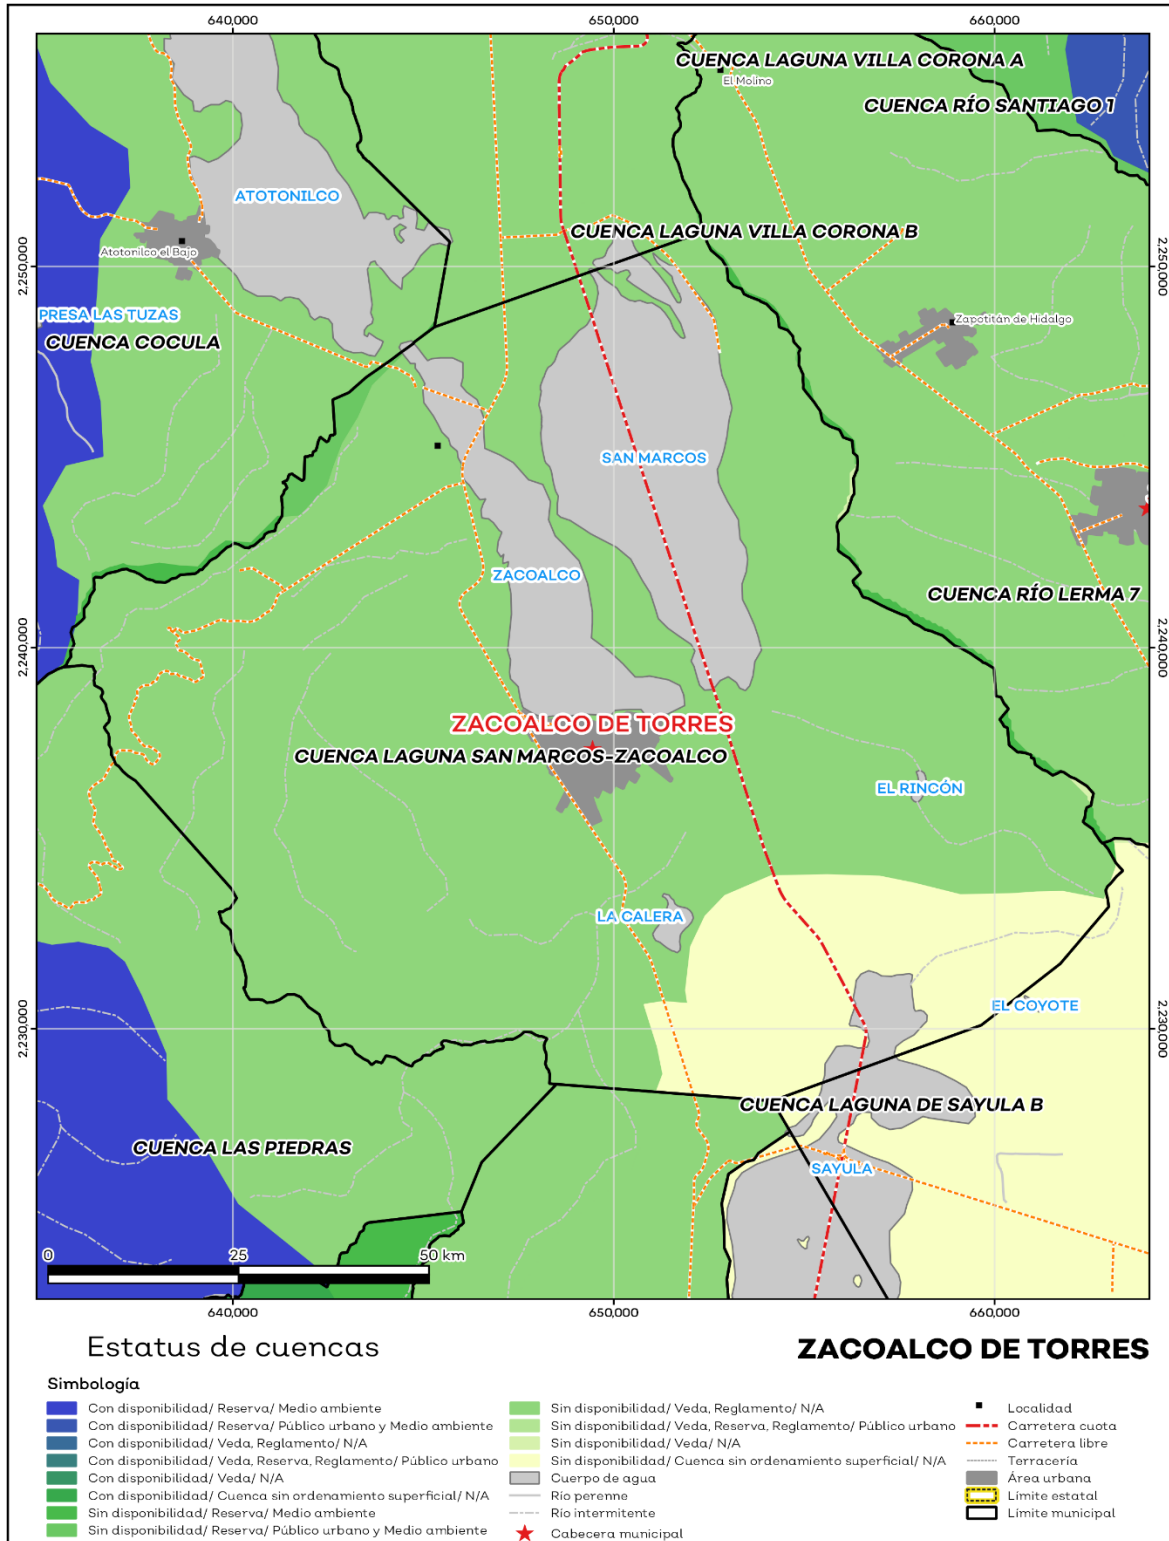 640,000
650,000
660,000
CUENCA LAGUNA VILLA CORONA A
El Molino
CUENCA RÍO SANTIAGO 1
ATOTONILCO
CUENCA LAGUNA VILLA CORONA B
Atotonilco el Bajo
2,250,000
2,250,000
PRESA LAS TUZAS
Zapotitán de Hidalgo
CUENCA COCULA
SAN MARCOS
ZACOALCO
CUENCA RÍO LERMA 7
2,240,000
2,240,000
ZACOALCO DE TORRES
CUENCA LAGUNA SAN MARCOS-ZACOALCO
EL RINCÓN
LA CALERA
EL COYOTE
2,230,000
2,230,000
CUENCA LAGUNA DE SAYULA B
CUENCA LAS PIEDRAS
SAYULA
0
25
50 km
640,000
650,000
660,000
Estatus de cuencas
ZACOALCO DE TORRES
Simbología
Con disponibilidad/ Reserva/ Medio ambiente
Con disponibilidad/ Reserva/ Público urbano y Medio ambiente
Con disponibilidad/ Veda, Reglamento/ N/A
Con disponibilidad/ Veda, Reserva, Reglamento/ Público urbano
Con disponibilidad/ Veda/ N/A
Con disponibilidad/ Cuenca sin ordenamiento superficial/ N/A
Sin disponibilidad/ Reserva/ Medio ambiente
Sin disponibilidad/ Reserva/ Público urbano y Medio ambiente
Sin disponibilidad/ Veda, Reglamento/ N/A
Sin disponibilidad/ Veda, Reserva, Reglamento/ Público urbano
Sin disponibilidad/ Veda/ N/A
Sin disponibilidad/ Cuenca sin ordenamiento superficial/ N/A
Cuerpo de agua
Río perenne
Río intermitente
Cabecera municipal
Localidad
Carretera cuota
Carretera libre
Terracería
Área urbana
Límite estatal
Límite municipal